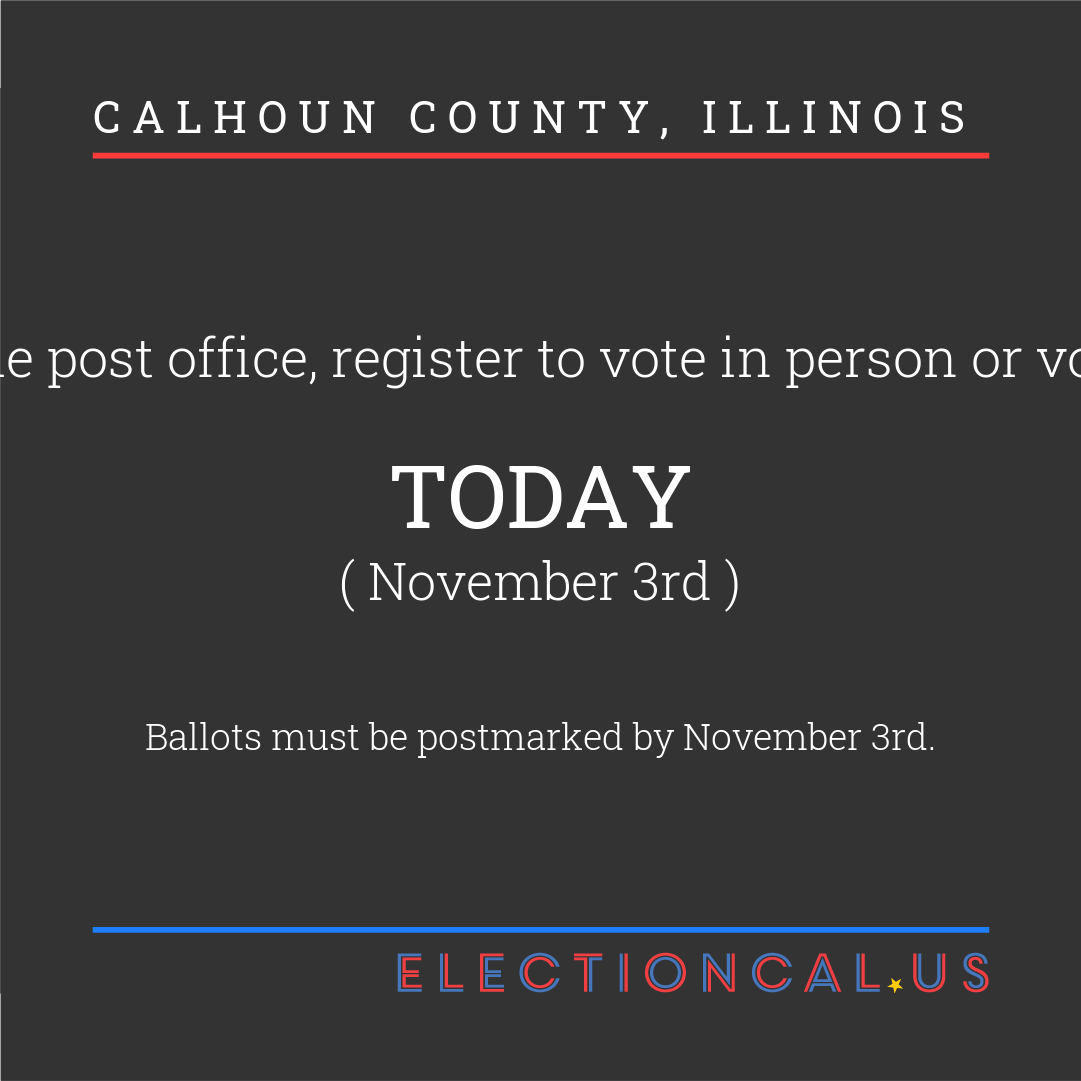 CALHOUN COUNTY, ILLINOIS
post office, register to vote in person or
TODAY
( November 3rd )
Ballots must be postmarked by November 3rd.
ELECTIONCAL.US